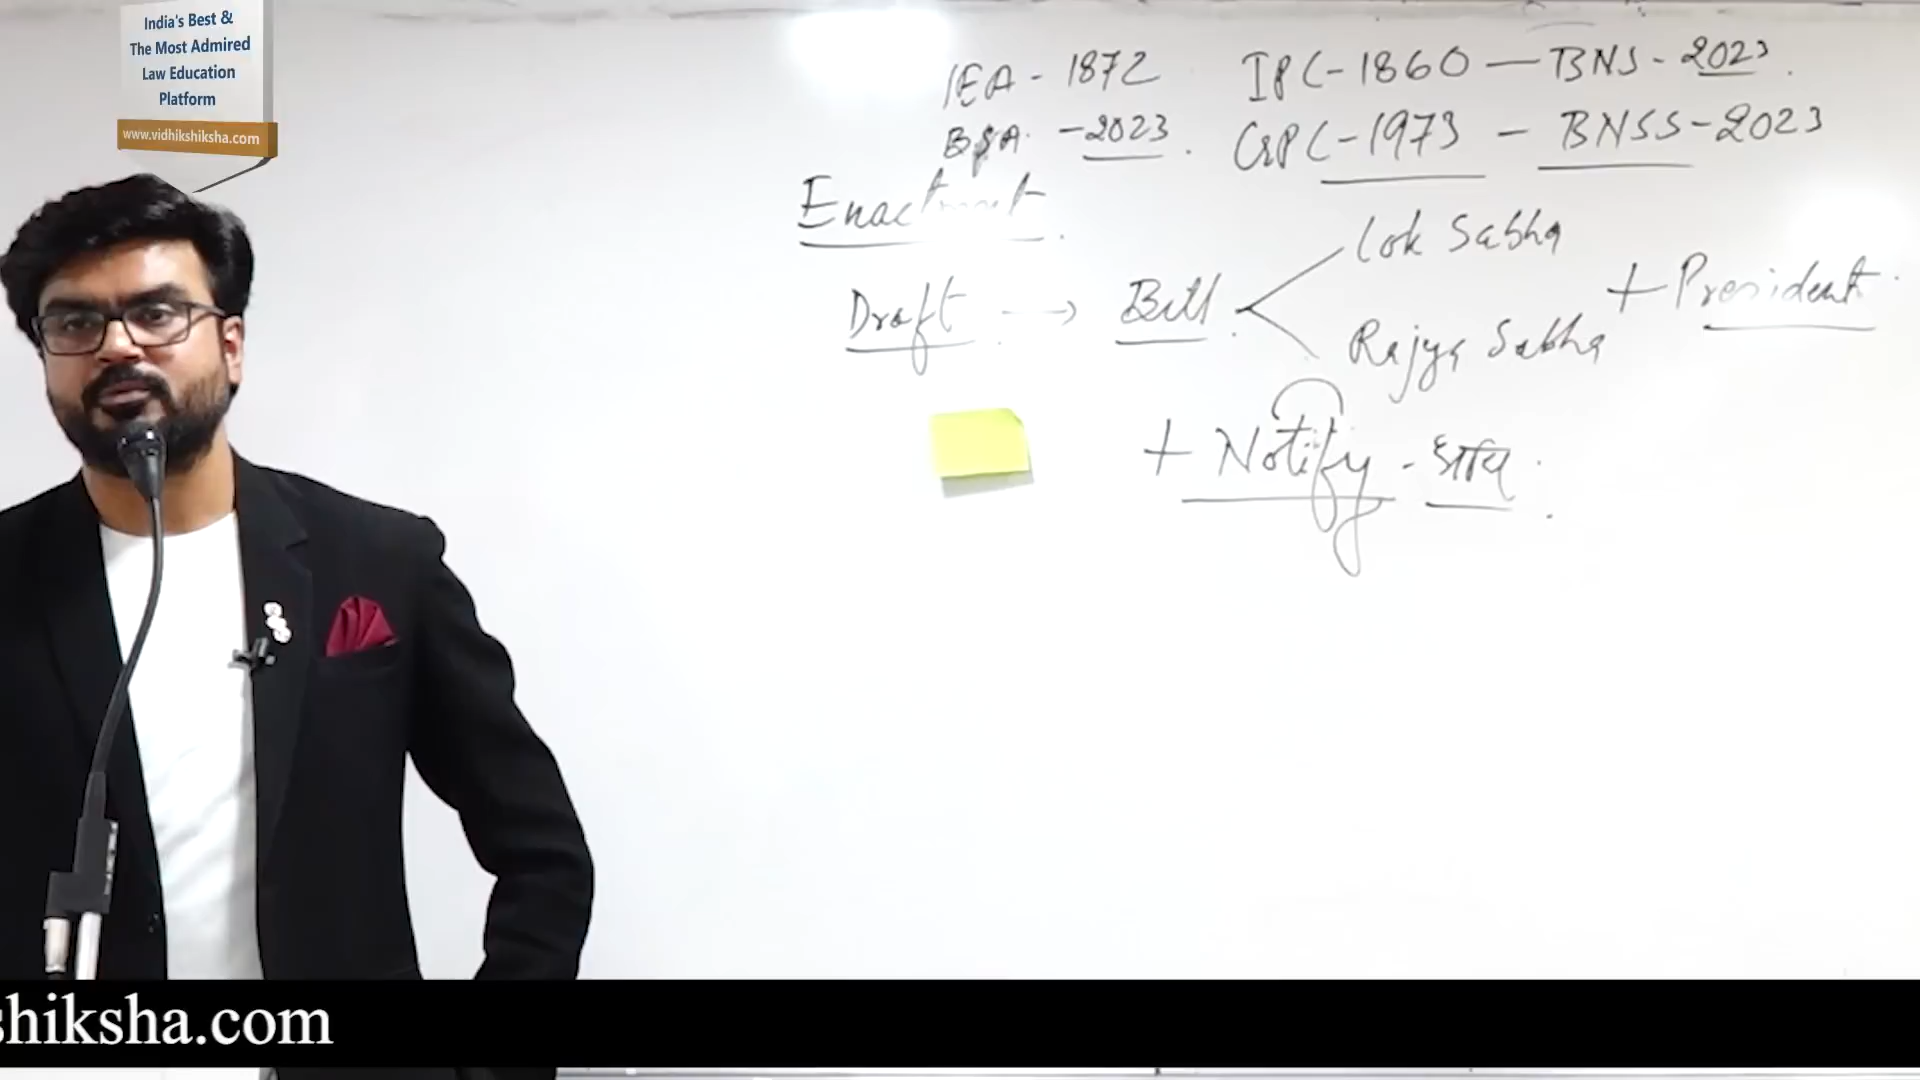 India's Best &
The Most Admired
Law Education
Platform
www.vidhikshiksha.com
IEA - 1872 IPC-1860 — BNS - 2023.
BSA. - 2023. CrPC-1973 - BNSS-2023
Enactment.
Lok Sabha
Draft → Bill + President
Rajya Sabha
+ Notify -
shiksha.com